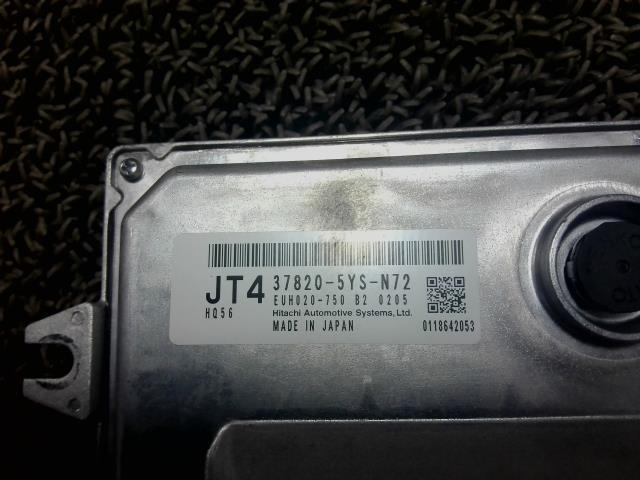 JT4 37820-5YS-N72
HQ56 EUH020-750 B2 0205
Hitachi Automotive Systems, Ltd.
MADE IN JAPAN 0118642053